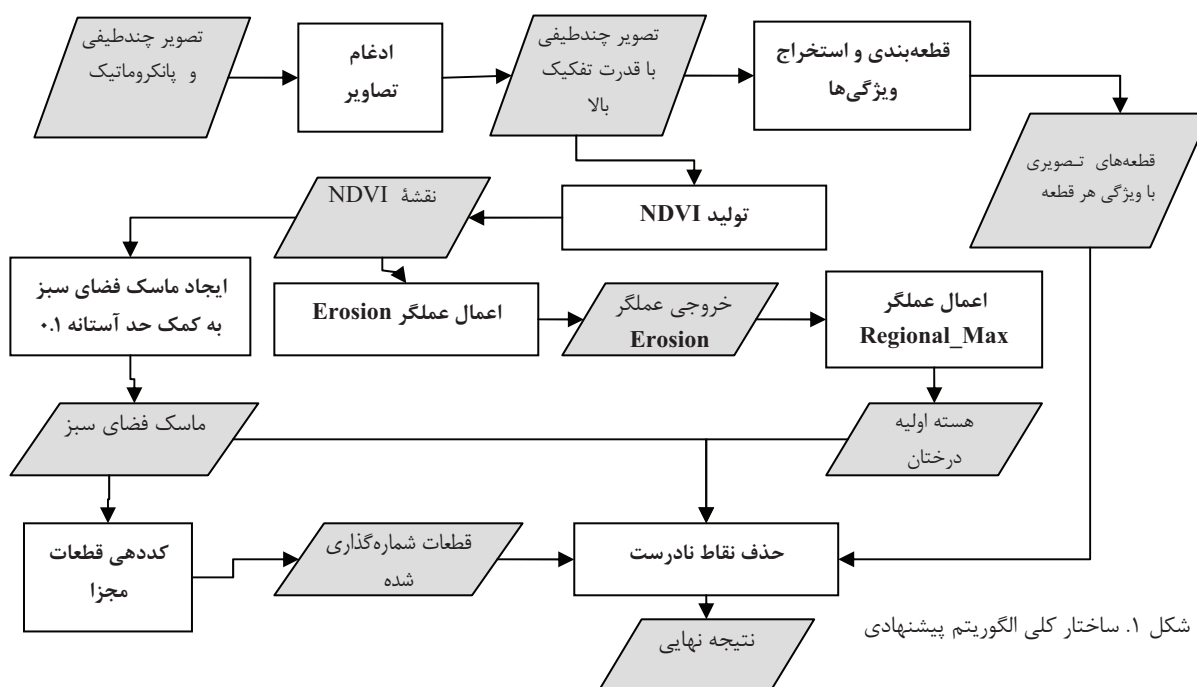 تصویر چندطیفی
و پانکروماتیک
ادغام
تصاویر
تصویر چندطیفی
با قدرت تفکیک
بالا
قطعه‌بندی و استخراج
ویژگی‌ها
قطعه‌های تـصویری
با ویژگی هر قطعه
تولید NDVI
نقشۀ NDVI
ایجاد ماسک فضای سبز
به کمک حد آستانه ۰.۱
اعمال عملگر Erosion
خروجی عملگر
Erosion
اعمال عملگر
Regional_Max
ماسک فضای سبز
هسته اولیه
درختان
کددهی قطعات
مجزا
قطعات شماره‌گذاری
شده
حذف نقاط نادرست
نتیجه نهایی
شکل ۱. ساختار کلی الگوریتم پیشنهادی